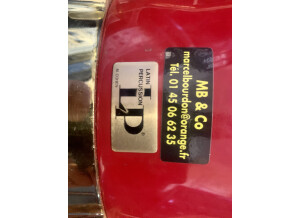 LP
®
LATIN
PERCUSSION
MB & Co
marcelbourdon@orange.fr
Tél. 01 45 06 62 35